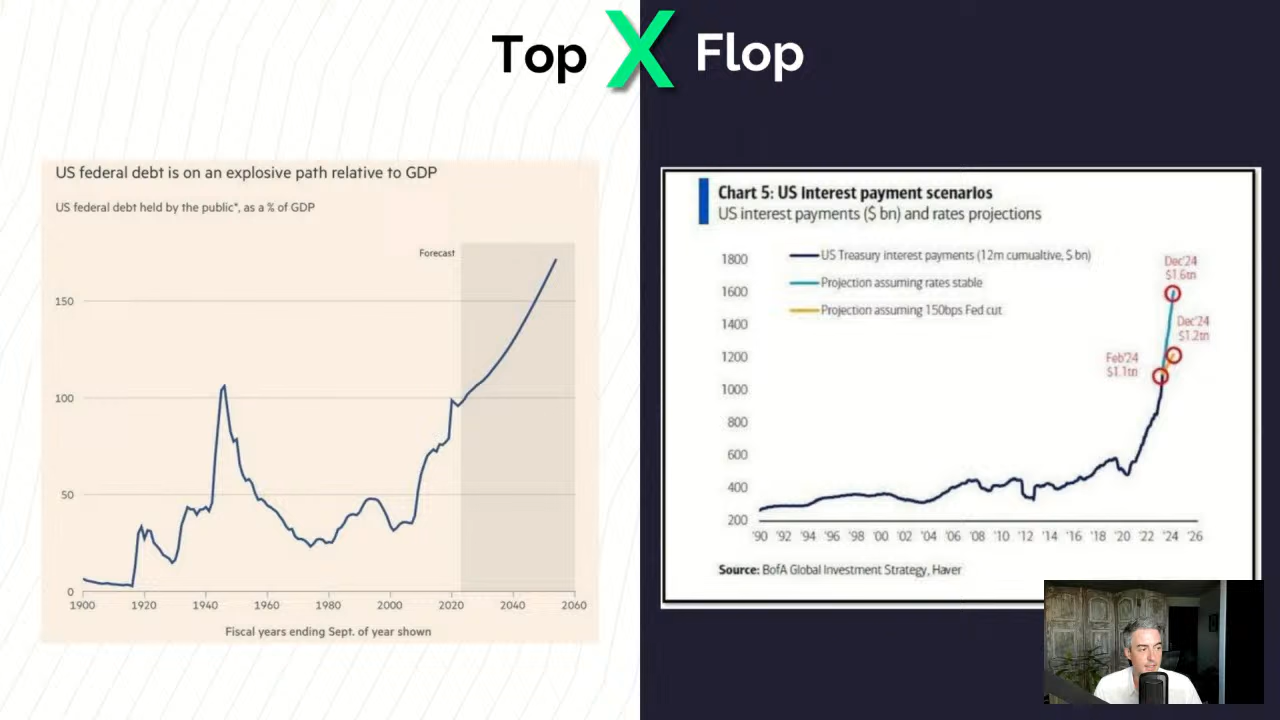 Top X Flop
US federal debt is on an explosive path relative to GDP
US federal debt held by the public*, as a % of GDP
Forecast
150
100
50
0
1900 1920 1940 1960 1980 2000 2020 2040 2060
Fiscal years ending Sept. of year shown
Chart 5: US interest payment scenarios
US interest payments ($ bn) and rates projections
1800
1600
1400
1200
1000
800
600
400
200
US Treasury interest payments (12m cumualtive, $ bn)
Projection assuming rates stable
Projection assuming 150bps Fed cut
Dec'24
$1.6tn
Dec'24
$1.2tn
Feb'24
$1.1tn
'90 '92 '94 '96 '98 '00 '02 '04 '06 '08 '10 '12 '14 '16 '18 '20 '22 '24 '26
Source: BofA Global Investment Strategy, Haver